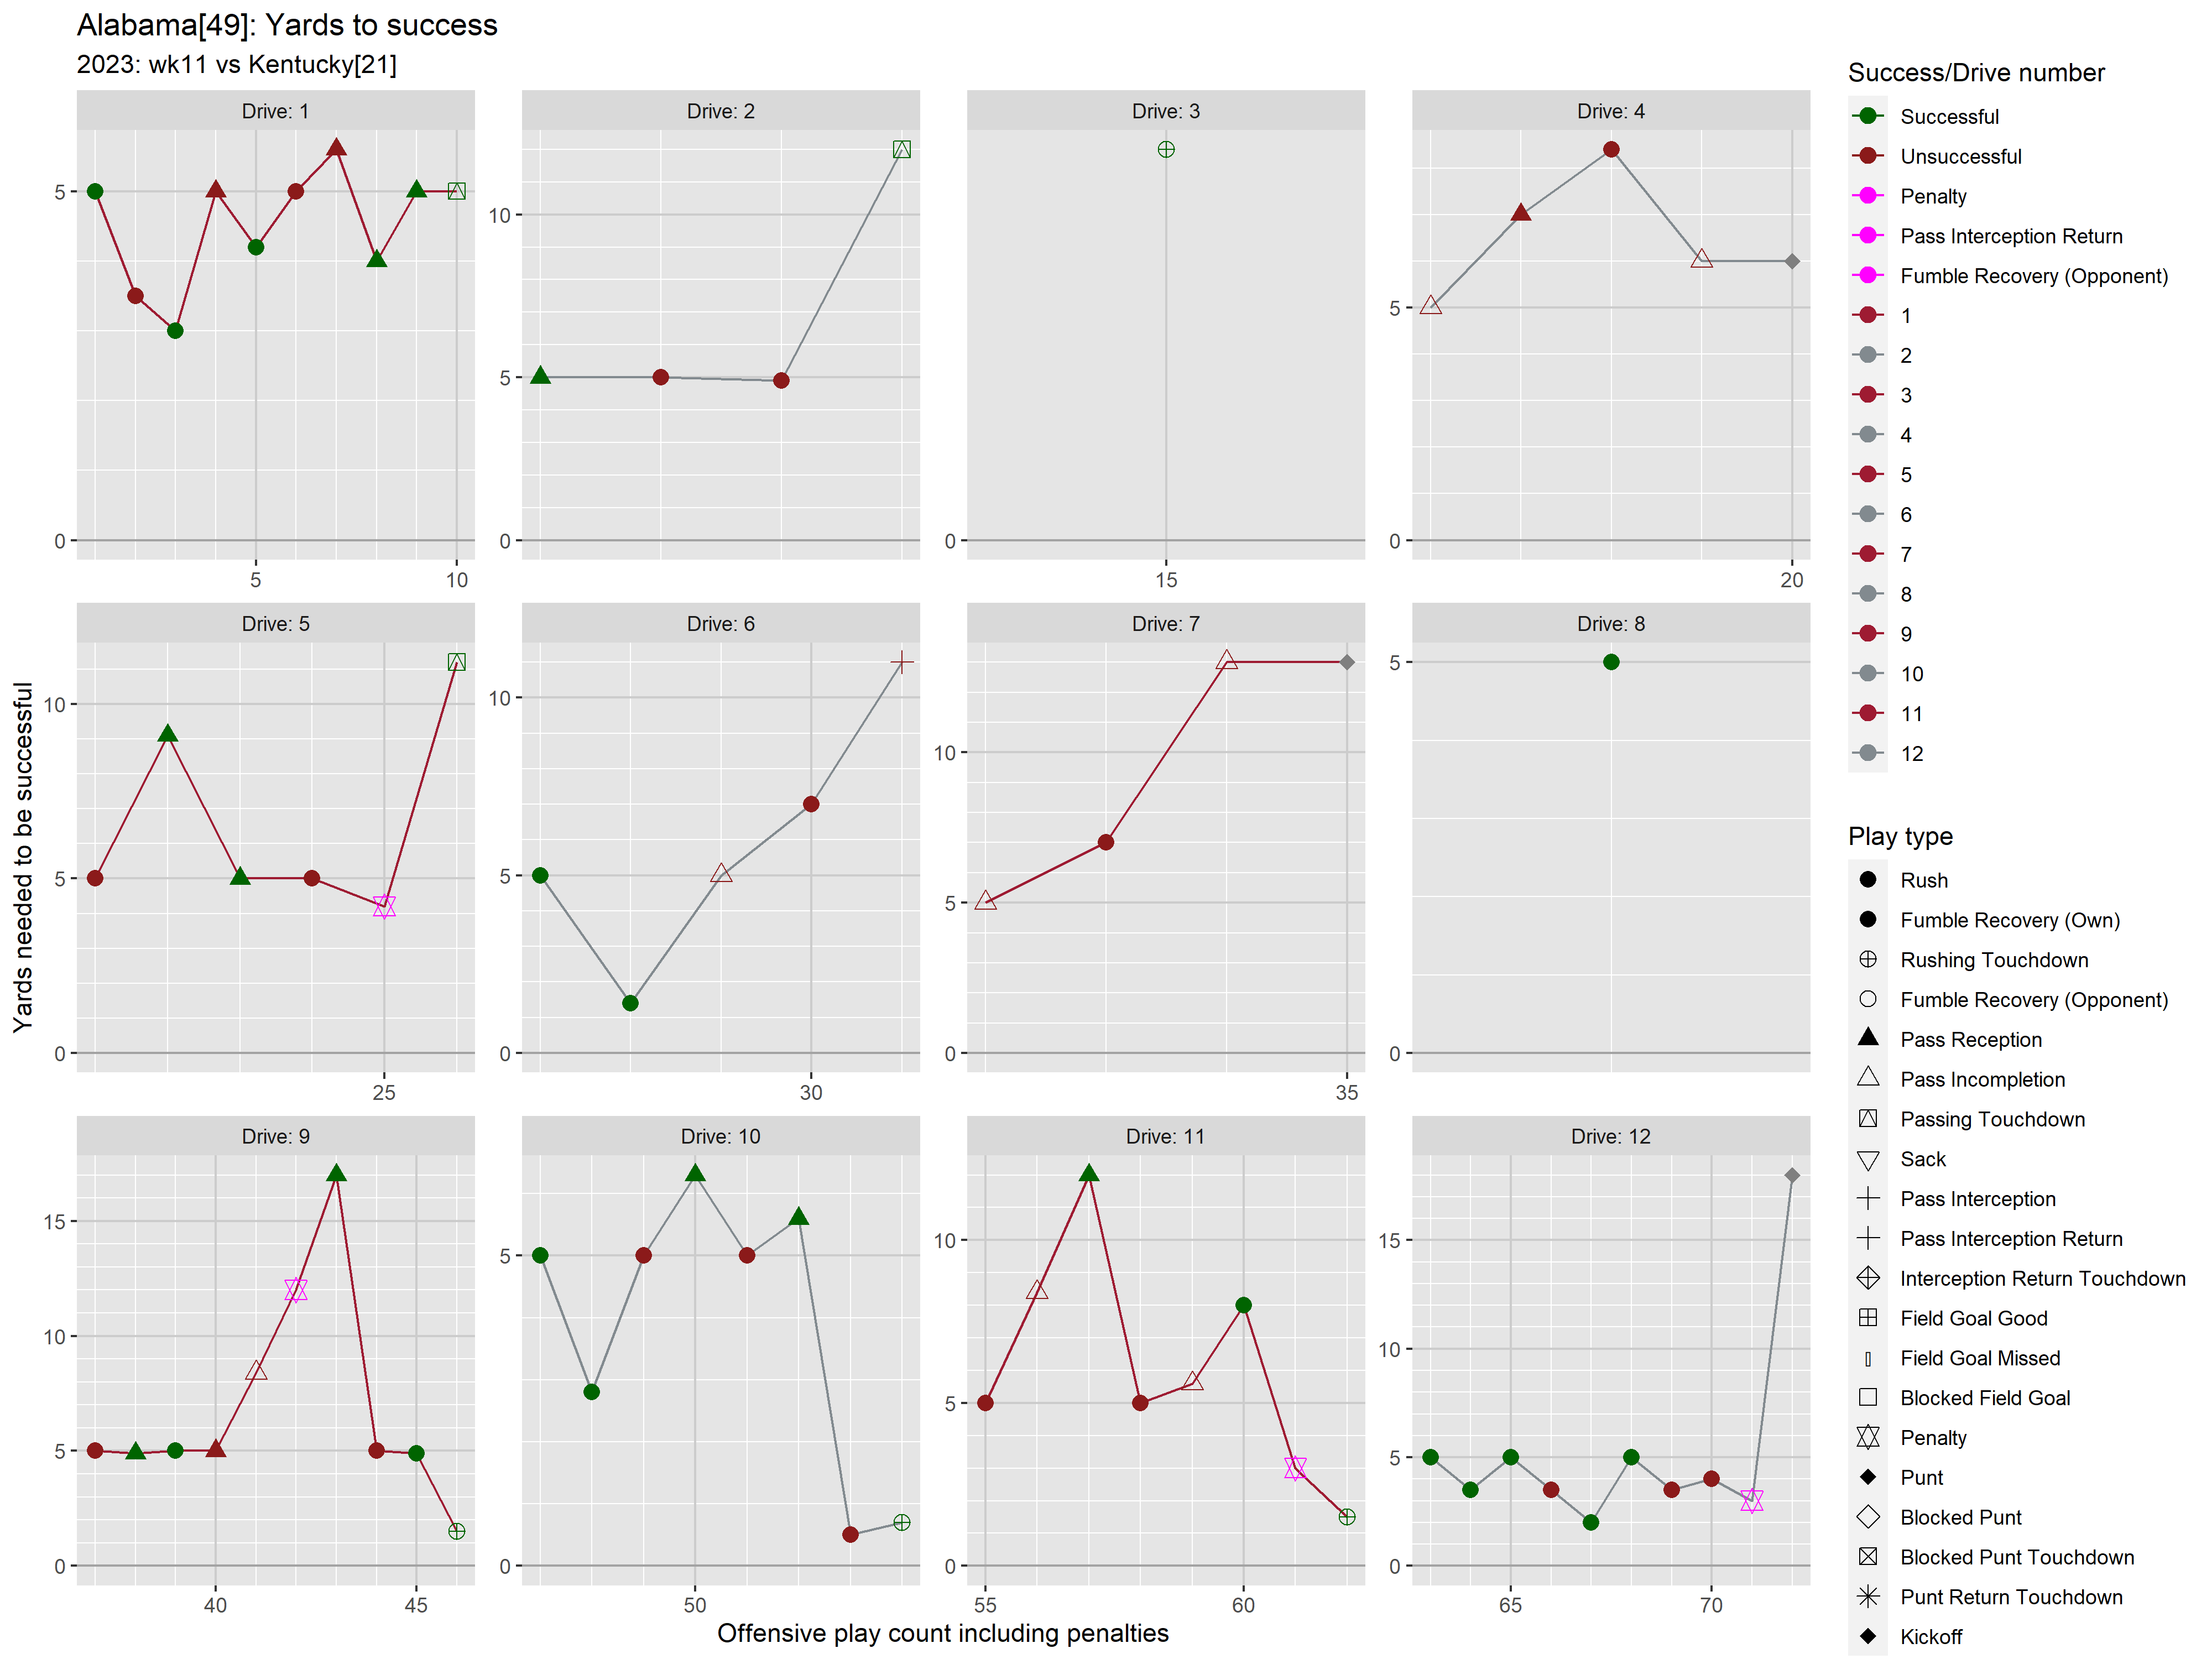 Alabama[49]: Yards to success
2023: wk11 vs Kentucky[21]
Drive: 1
Drive: 2
Drive: 3
Drive: 4
5
0
5
10
10
5
0
0
15
5
0
20
Drive: 5
Drive: 6
Drive: 7
Drive: 8
10
5
0
25
10
5
0
30
10
5
0
35
5
0
Drive: 9
Drive: 10
Drive: 11
Drive: 12
15
10
5
0
40
45
5
0
50
10
5
0
55
60
15
10
5
0
65
70
Yards needed to be successful
Offensive play count including penalties
Success/Drive number
Successful
Unsuccessful
Penalty
Pass Interception Return
Fumble Recovery (Opponent)
1
2
3
4
5
6
7
8
9
10
11
12
Play type
Rush
Fumble Recovery (Own)
Rushing Touchdown
Fumble Recovery (Opponent)
Pass Reception
Pass Incompletion
Passing Touchdown
Sack
Pass Interception
Pass Interception Return
Interception Return Touchdown
Field Goal Good
Field Goal Missed
Blocked Field Goal
Penalty
Punt
Blocked Punt
Blocked Punt Touchdown
Punt Return Touchdown
Kickoff